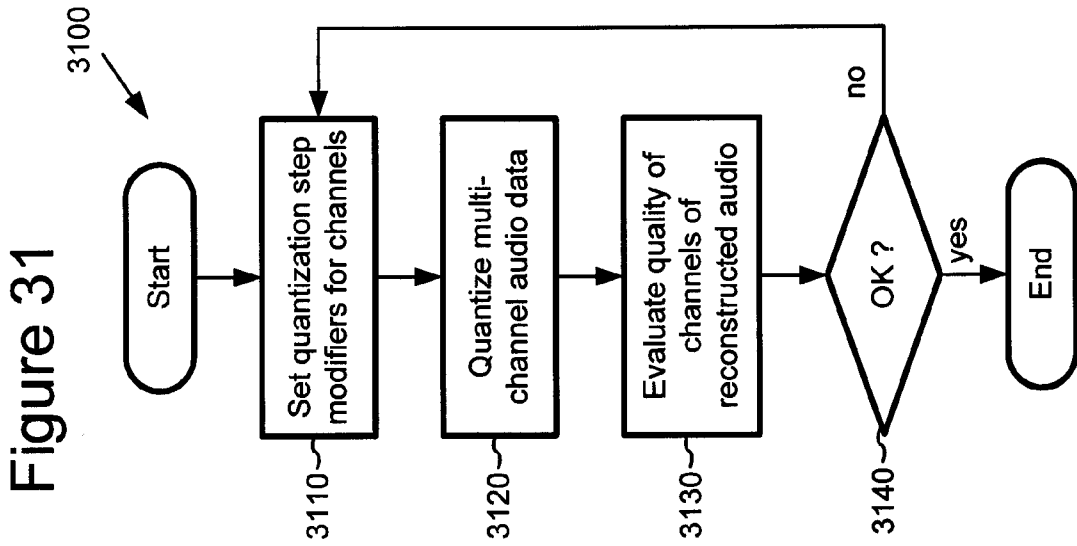 Figure 31
3100
Start
3110
Set quantization step
modifiers for channels
3120
Quantize multi-
channel audio data
3130
Evaluate quality of
channels of
reconstructed audio
3140
OK ?
no
yes
End